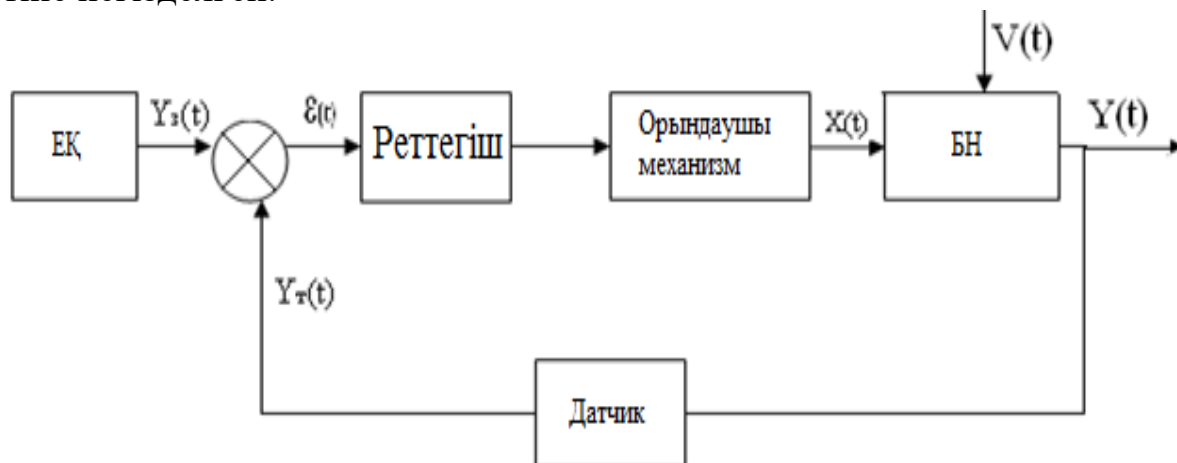 V(t)
ЕҚ
Yз(t)
Ɛ(t)
Реттегіш
Орындаушы
механизм
X(t)
БН
Y(t)
Yт(t)
Датчик